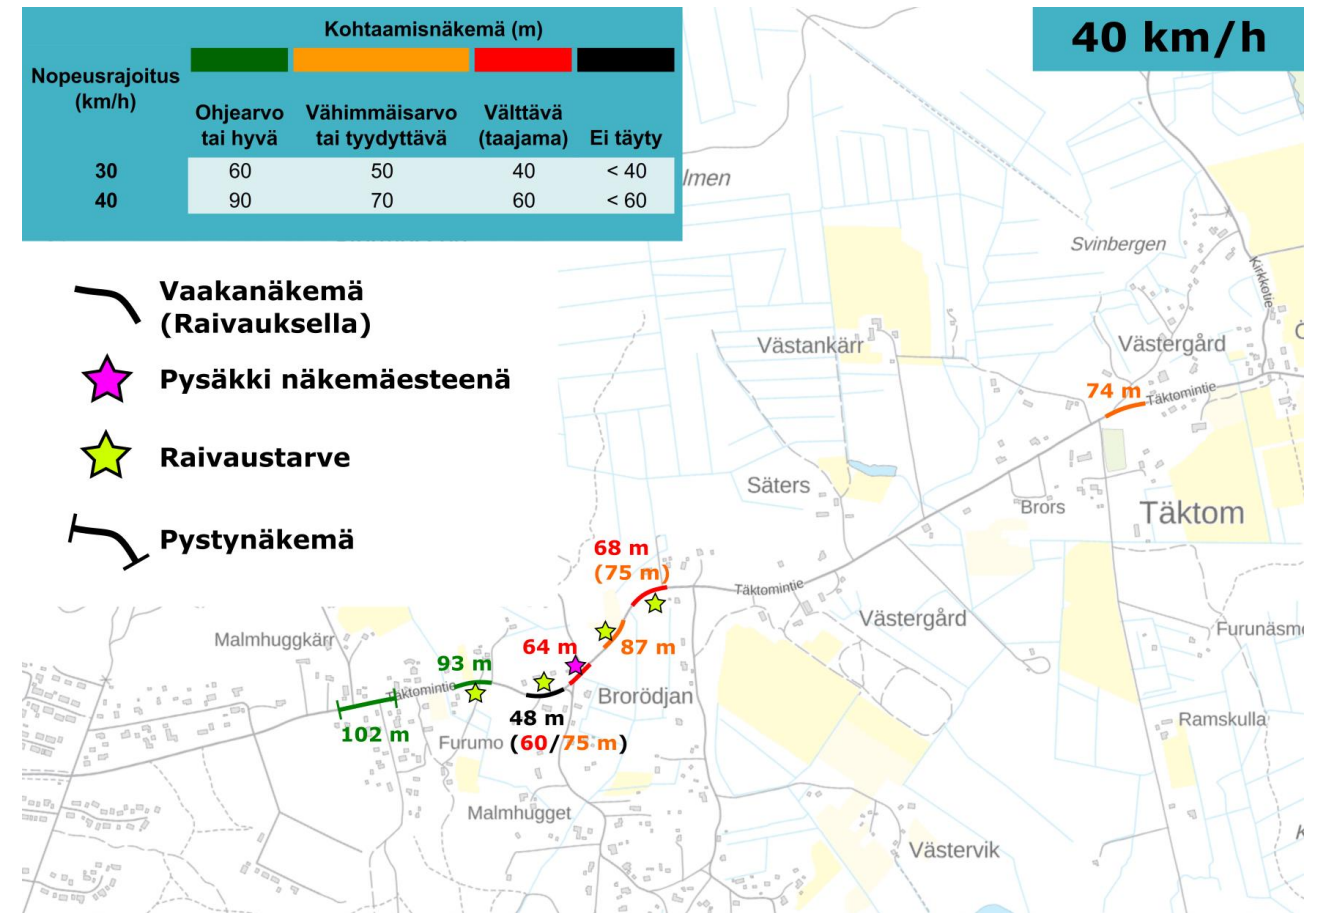 Kohtaamisnäkemä (m)
40 km/h
Nopeusrajoitus
(km/h)
Ohjearvo
tai hyvä
Vähimmäisarvo
tai tyydyttävä
Välttävä
(taajama)
Ei täyty
30 60 50 40 < 40
40 90 70 60 < 60
lmen
Svinbergen
Kirkkotie
Vaakanäkemä
(Raivauksella)
Pysäkki näkemäesteenä
Raivaustarve
Pystynäkemä
Västankärr
Västergård
74 m
Täktomintie
Säters
Brors
Täktom
68 m
(75 m)
Täktomintie
Västergård
Furunäsm
Malmhuggkärr
64 m
87 m
93 m
Täktomintie
Brorödjan
48 m
(60/75 m)
102 m
Furumo
Ramskulla
Malmhugget
Västervik